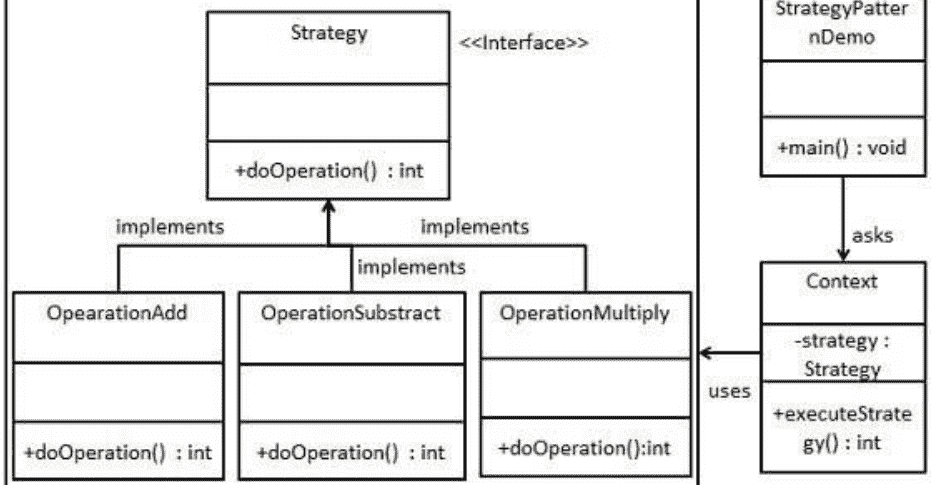 Strategy
<<Interface>>
+doOperation() : int
implements
implements
implements
OpearationAdd
+doOperation() : int
OperationSubstract
+doOperation() : int
OperationMultiply
+doOperation():int
StrategyPatter
nDemo
+main() : void
asks
Context
-strategy :
Strategy
+executeStrate
gy() : int
uses